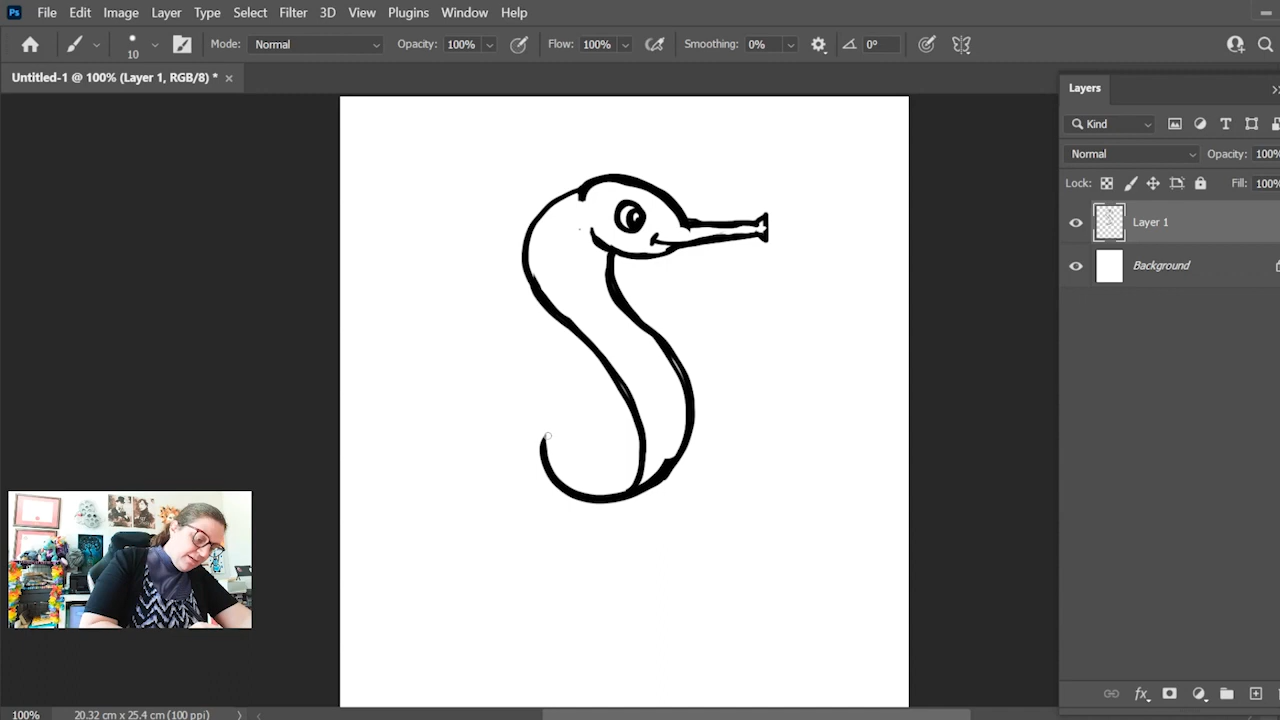 Ps File Edit Image Layer Type Select Filter 3D View Plugins Window Help
10 Mode: Normal Opacity: 100% Flow: 100% Smoothing: 0% 0°
Untitled-1 @ 100% (Layer 1, RGB/8) * ×
Layers
Kind T
Normal Opacity: 100%
Lock: Fill: 100%
Layer 1
Background
fx
100% 20.32 cm x 25.4 cm (100 ppi)